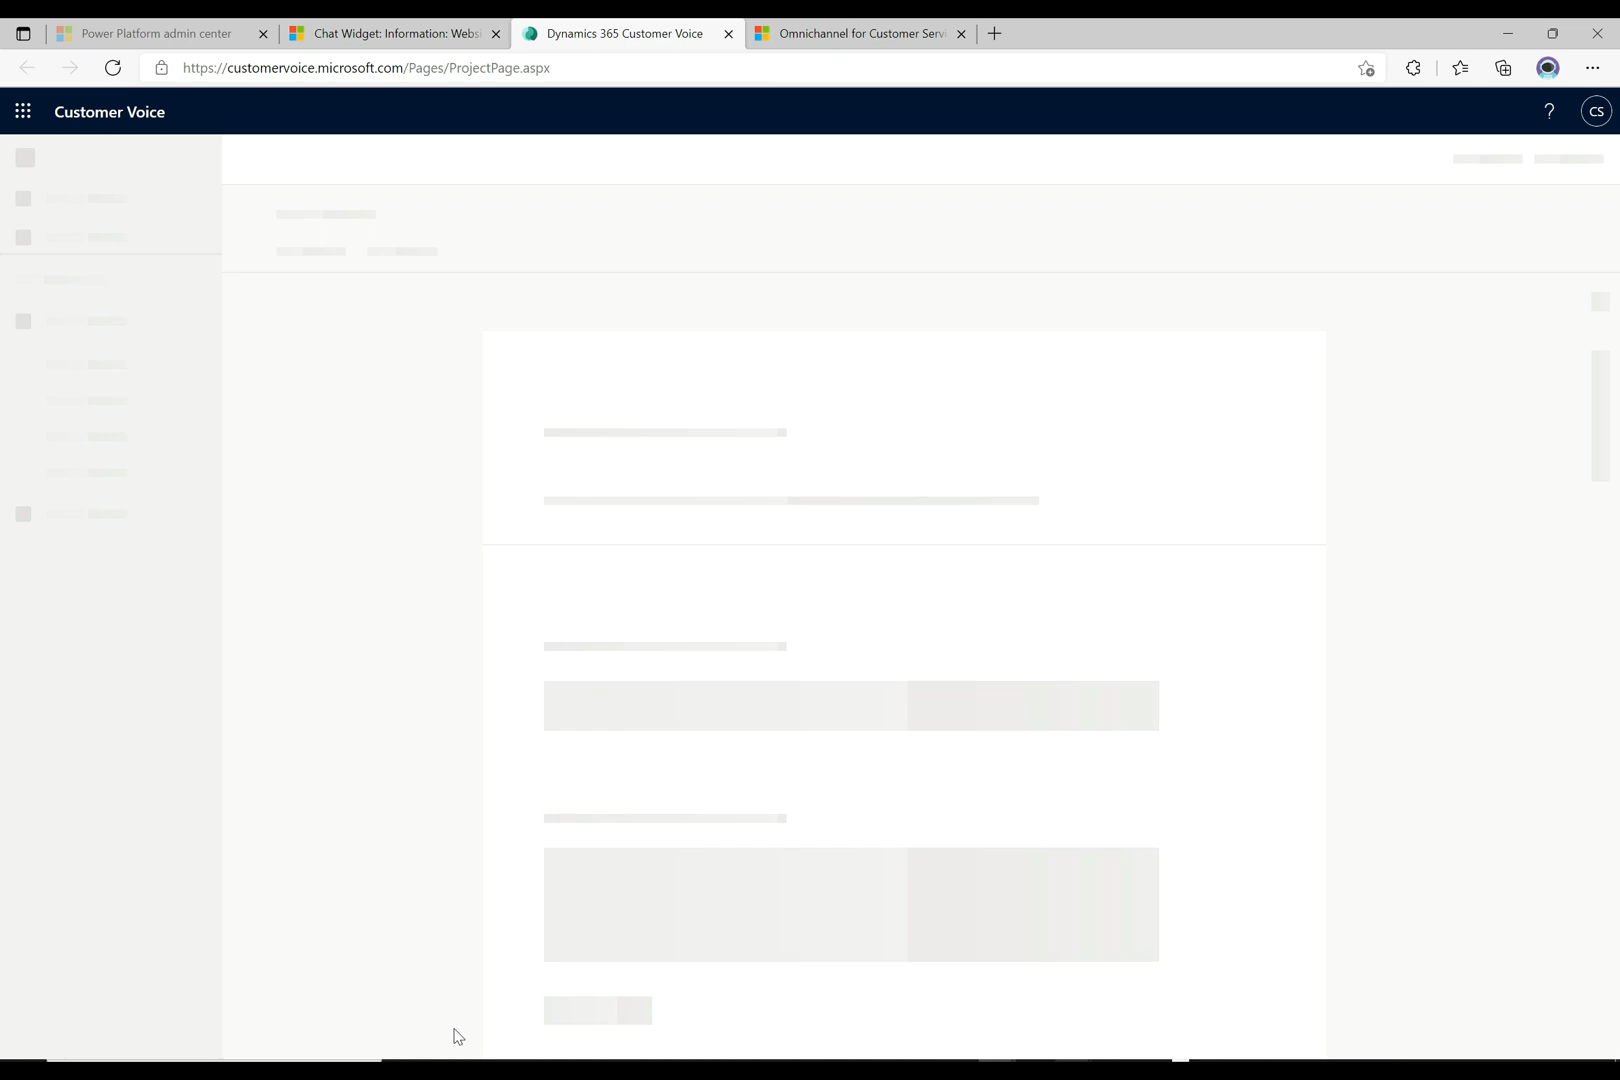 Power Platform admin center
Chat Widget: Information: Websi
Dynamics 365 Customer Voice
Omnichannel for Customer Servi
https://customervoice.microsoft.com/Pages/ProjectPage.aspx
Customer Voice
?
CS